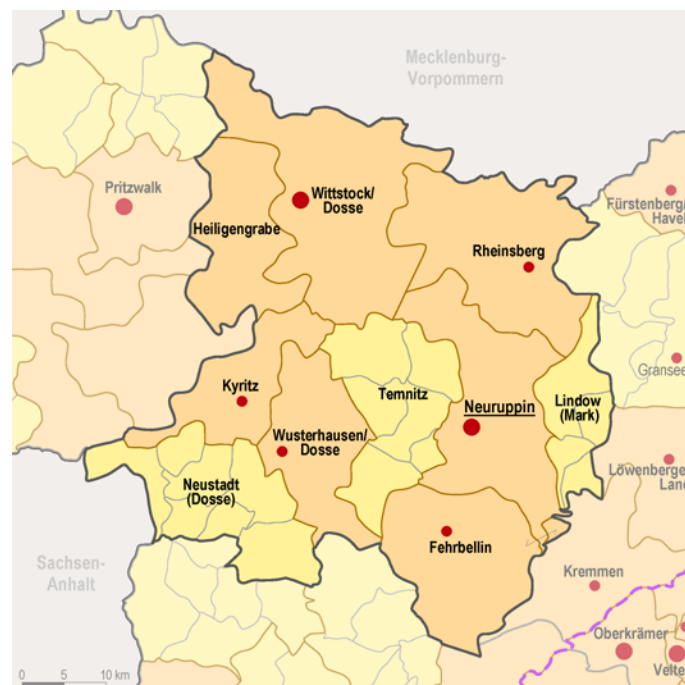 Mecklenburg-
Vorpommern
Pritzwalk
Wittstock/
Dosse
Heiligengrabe
Fürstenberg/
Havel
Rheinsberg
Gransee
Kyritz
Temnitz
Neuruppin
Lindow
(Mark)
Wusterhausen/
Dosse
Löwenberger
Land
Neustadt
(Dosse)
Fehrbellin
Sachsen-
Anhalt
Kremmen
Oberkrämer
Velte
0 5 10 km